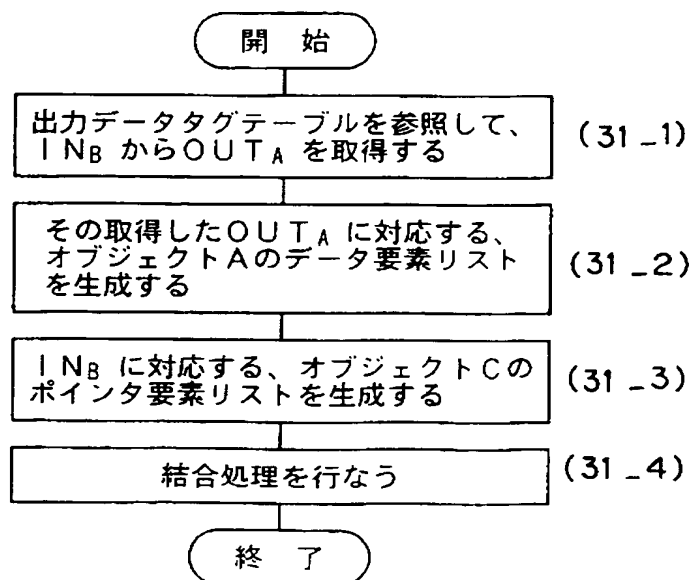 開 始
出力データタグテーブルを参照して、
INB からOUTA を取得する
(31_1)
その取得したOUTA に対応する、
オブジェクトAのデータ要素リスト
を生成する
(31_2)
INB に対応する、オブジェクトCの
ポインタ要素リストを生成する
(31_3)
結合処理を行なう
(31_4)
終 了